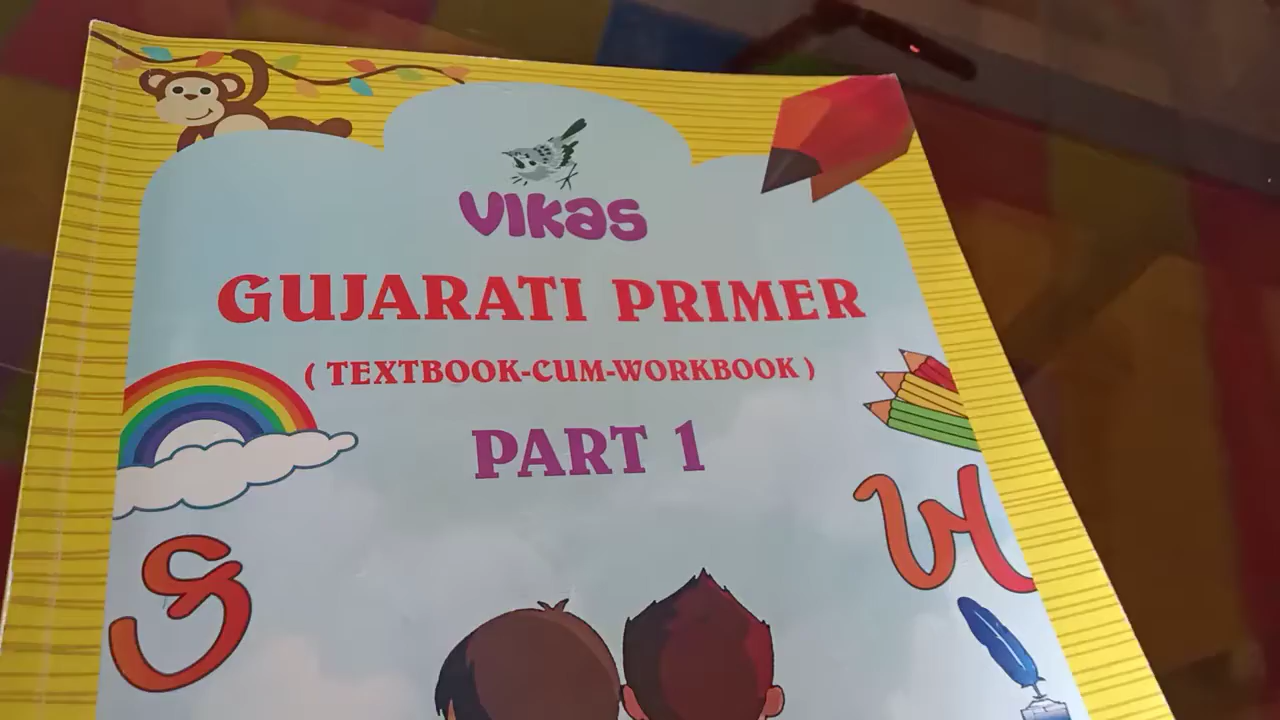 VIKAS
GUJARATI PRIMER
( TEXTBOOK-CUM-WORKBOOK )
PART 1
ક
ખ